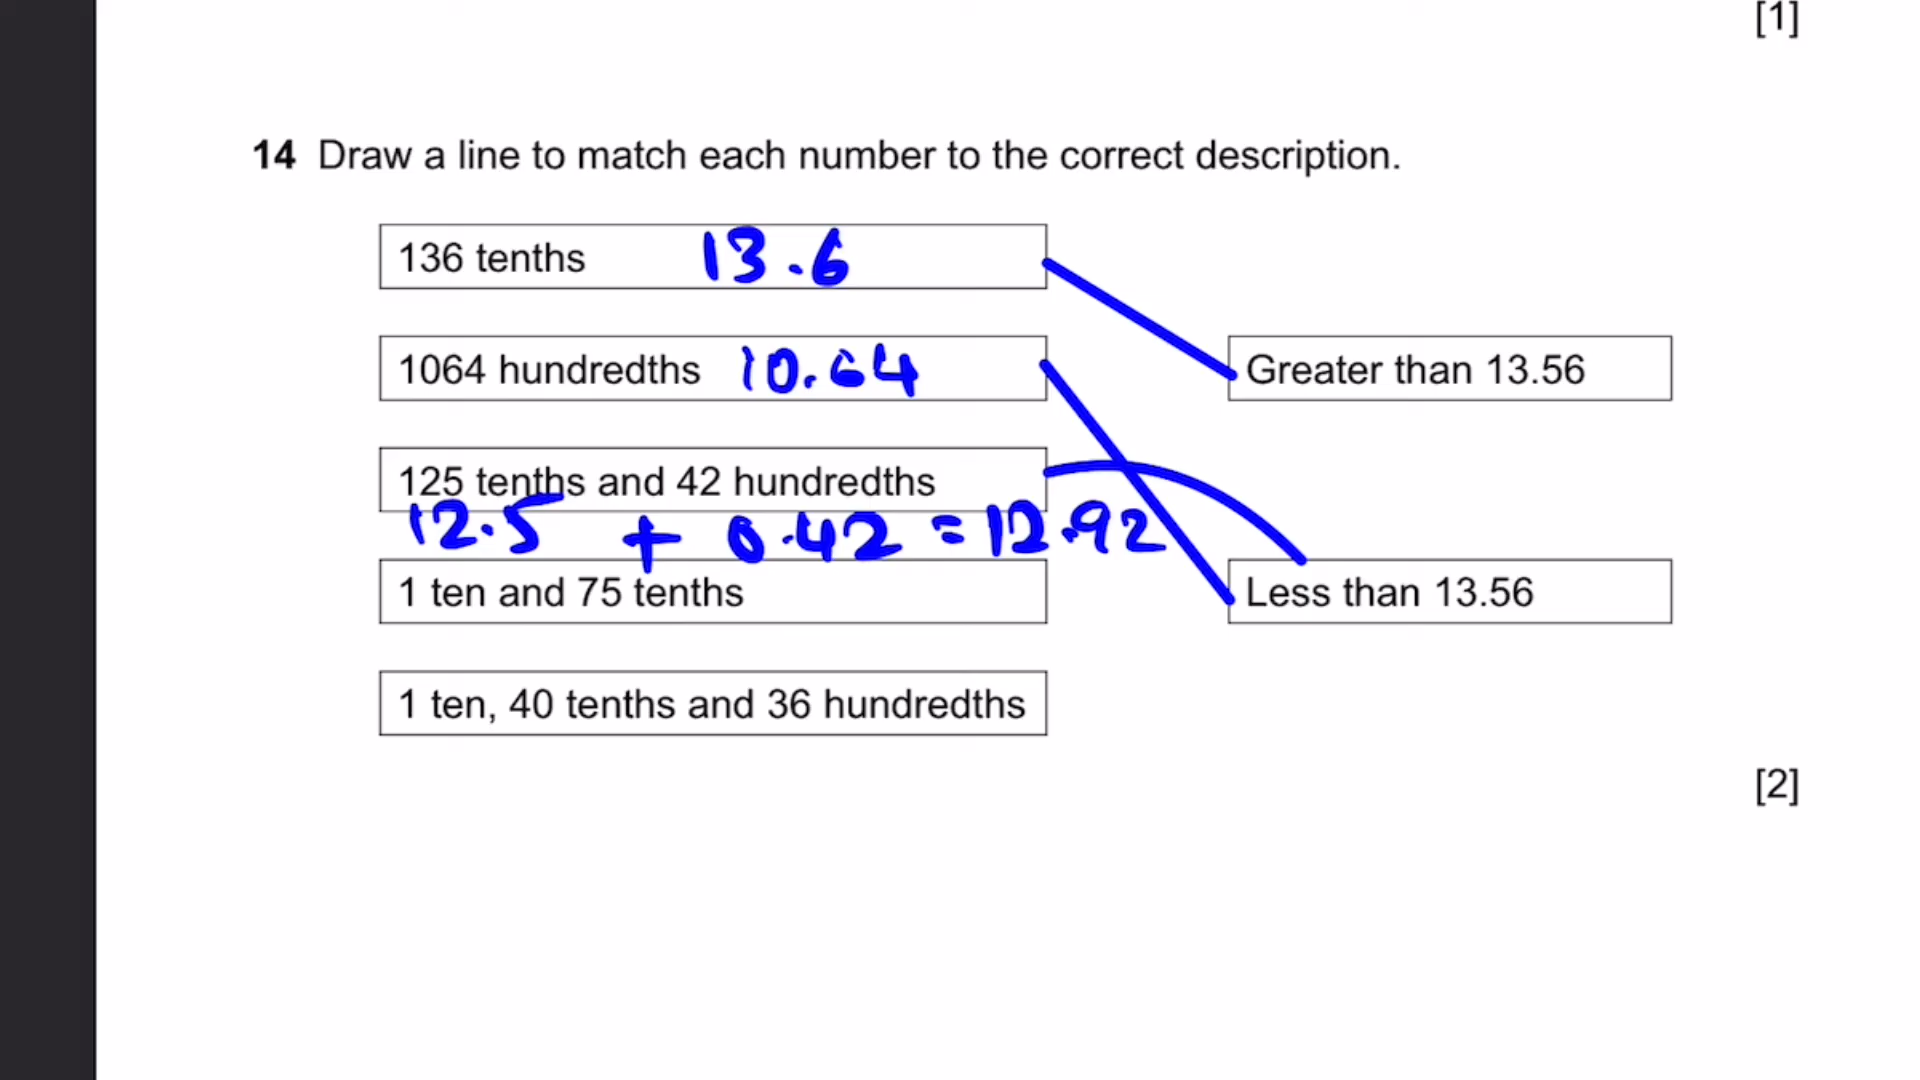 [1]
14 Draw a line to match each number to the correct description.
136 tenths 13.6
1064 hundredths 10.64
Greater than 13.56
125 tenths and 42 hundredths
12.5 + 0.42 = 12.92
1 ten and 75 tenths
Less than 13.56
1 ten, 40 tenths and 36 hundredths
[2]